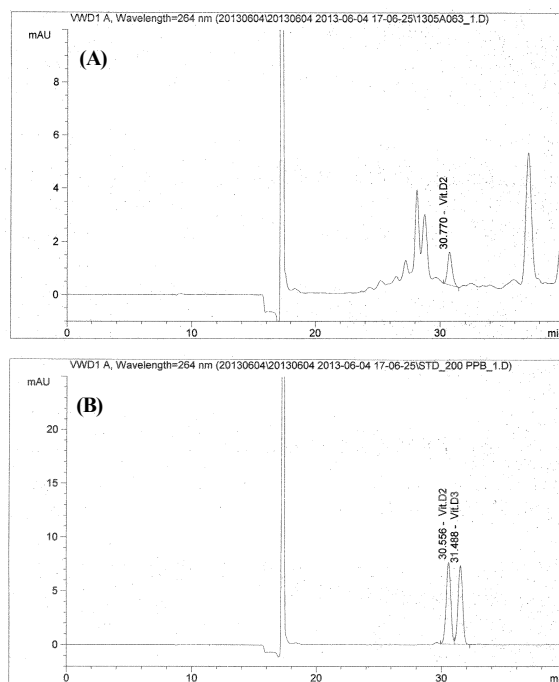 VWD1 A, Wavelength=264 nm (20130604\20130604 2013-06-04 17-06-25\1305A063_1.D)
mAU
(A)
8
6
4
2
0
30.770 - Vit.D2
0 10 20 30 mi
VWD1 A, Wavelength=264 nm (20130604\20130604 2013-06-04 17-06-25\STD_200 PPB_1.D)
mAU
(B)
20
15
10
5
0
30.556 - Vit.D2
31.488 - Vit.D3
0 10 20 30 m